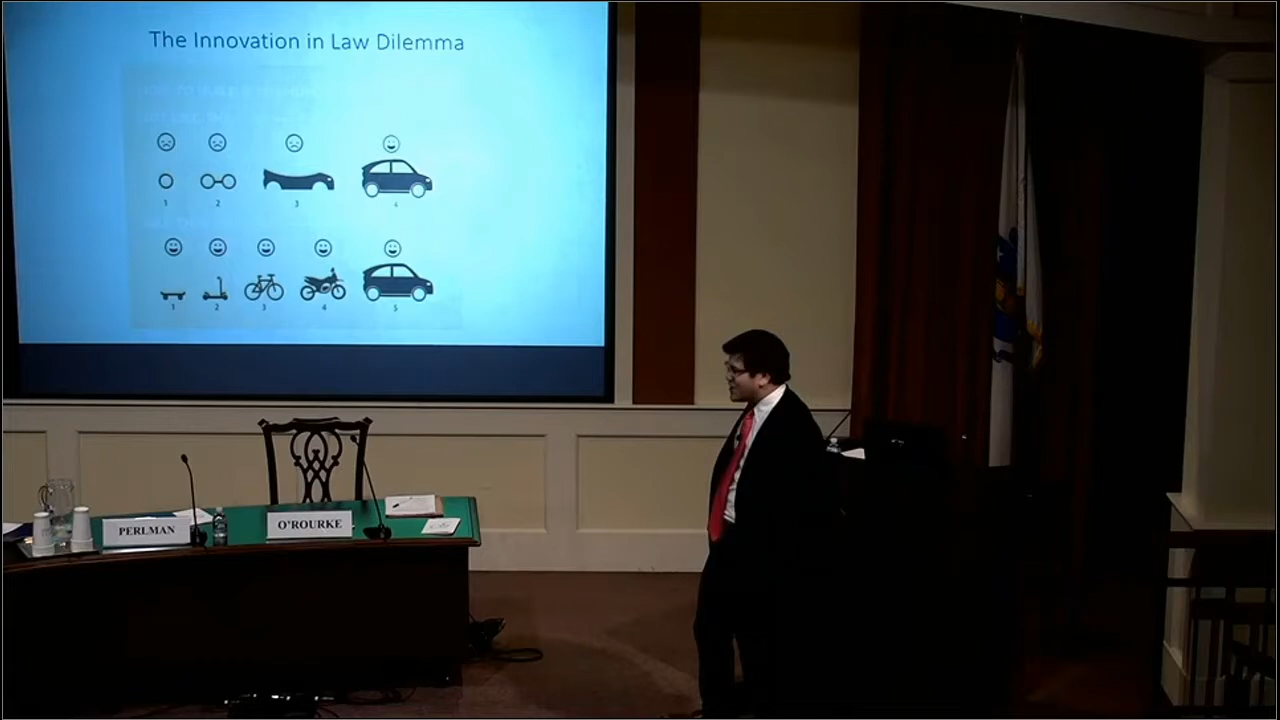 The Innovation in Law Dilemma
1 2 3 4
1 2 3 4 5
PERLMAN
O'ROURKE